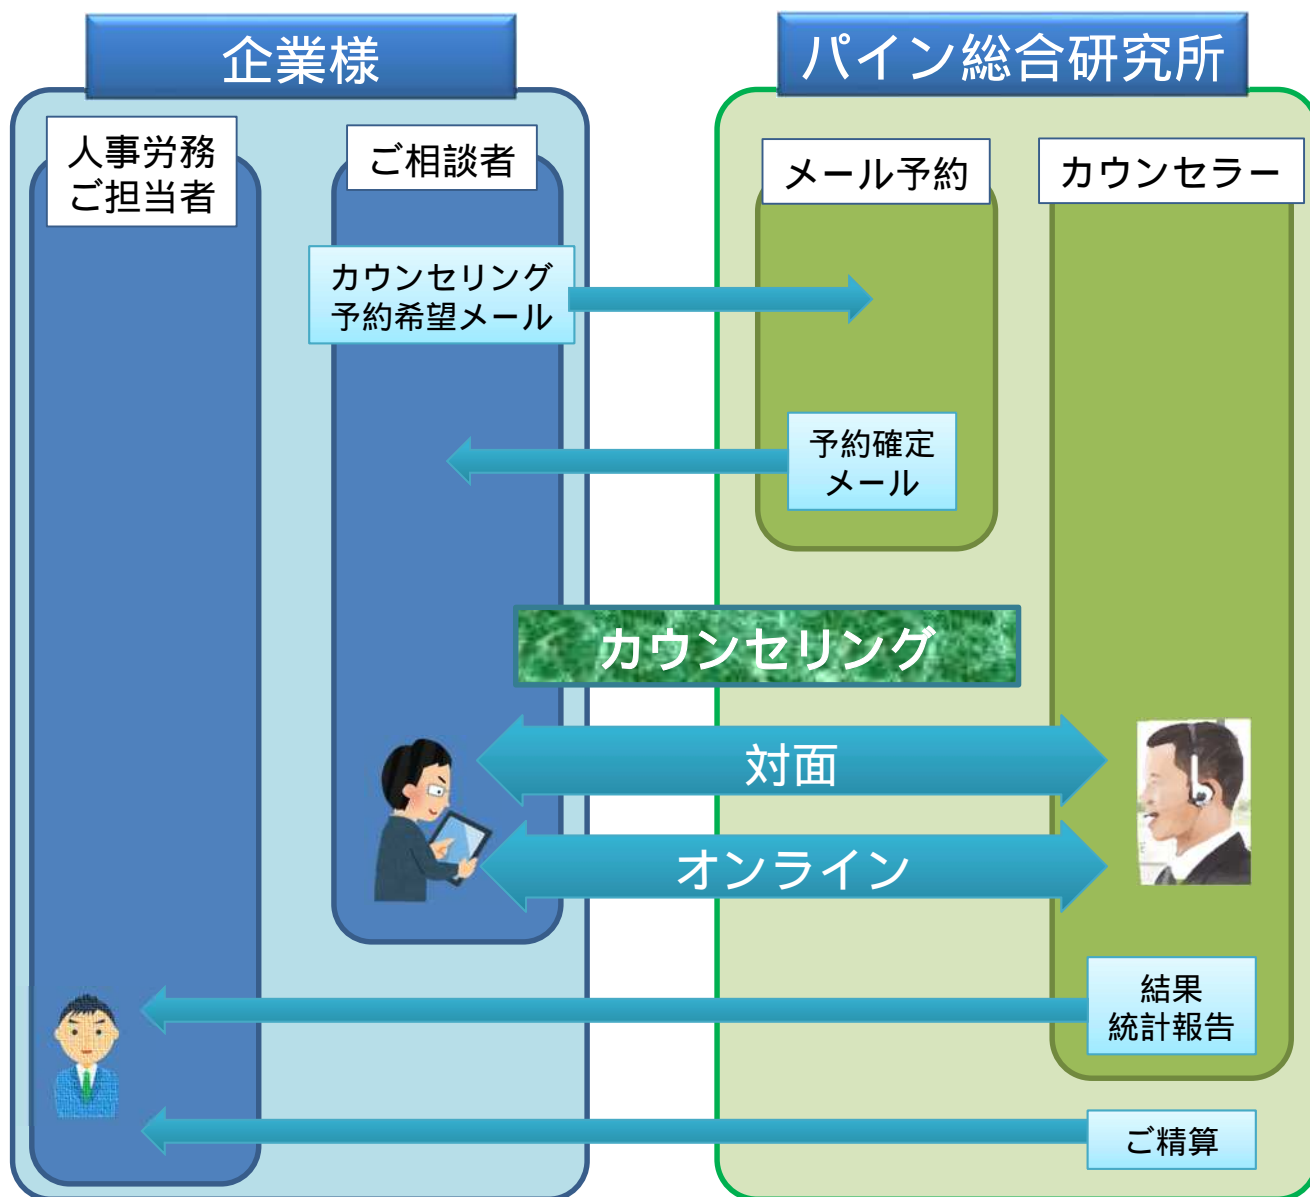 企業様
パイン総合研究所
人事労務
ご担当者
ご相談者
メール予約
カウンセラー
カウンセリング
予約希望メール
予約確定
メール
カウンセリング
対面
オンライン
結果
統計報告
ご精算